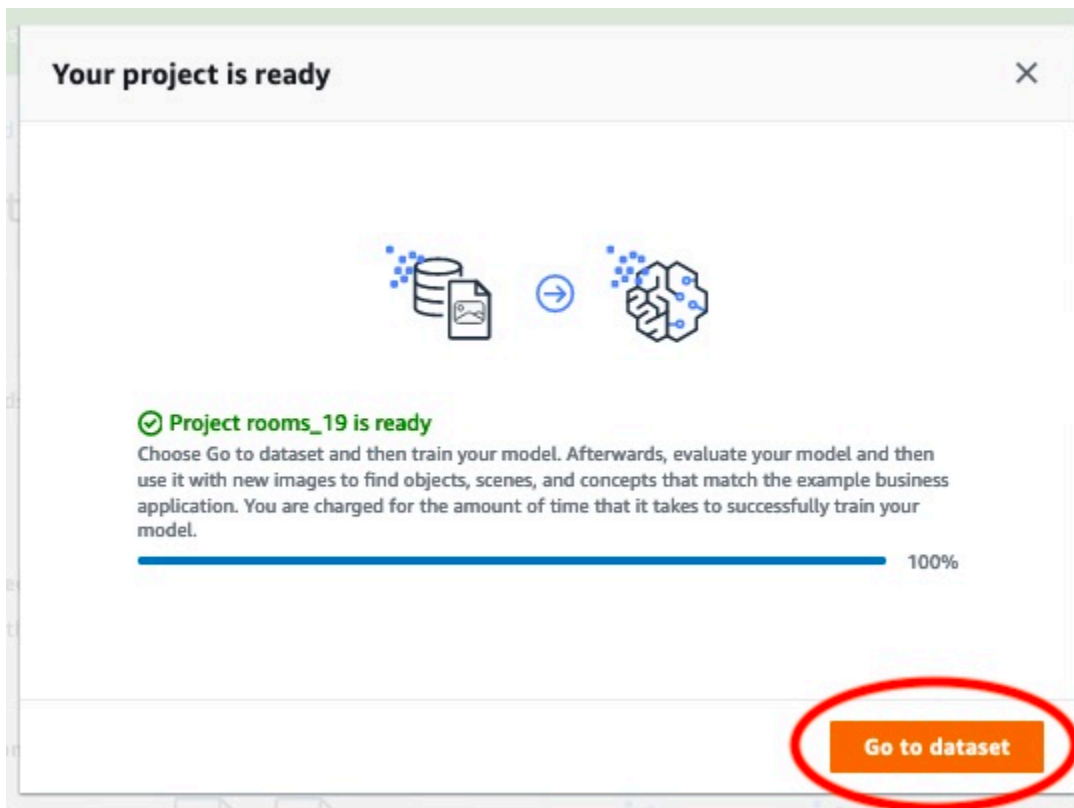 Your project is ready
Project rooms_19 is ready
Choose Go to dataset and then train your model. Afterwards, evaluate your model and then
use it with new images to find objects, scenes, and concepts that match the example business
application. You are charged for the amount of time that it takes to successfully train your
model.
100%
Go to dataset